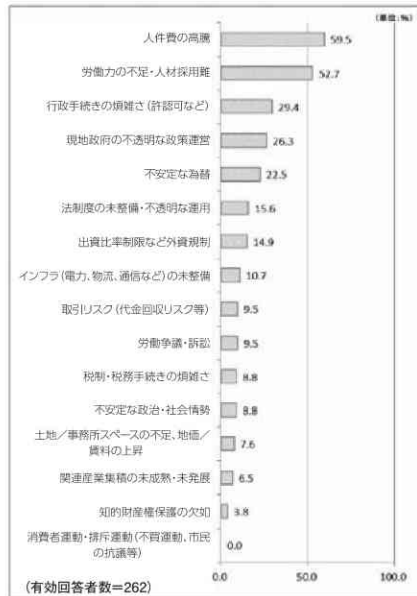 (単位:%)
人件費の高騰 59.5
労働力の不足・人材採用難 52.7
行政手続きの煩雑さ(許認可など) 29.4
現地政府の不透明な政策運営 26.3
不安定な為替 22.5
法制度の未整備・不透明な運用 15.6
出資比率制限など外資規制 14.9
インフラ(電力、物流、通信など)の未整備 10.7
取引リスク(代金回収リスク等) 9.5
労働争議・訴訟 9.5
税制・税務手続きの煩雑さ 8.8
不安定な政治・社会情勢 8.8
土地/事務所スペースの不足、地価/
賃料の上昇 7.6
関連産業集積の未成熟・未発展 6.5
知的財産権保護の欠如 3.8
消費者運動・排斥運動(不買運動、市民
の抗議等) 0.0
0.0 50.0 100.0
(有効回答者数=262)